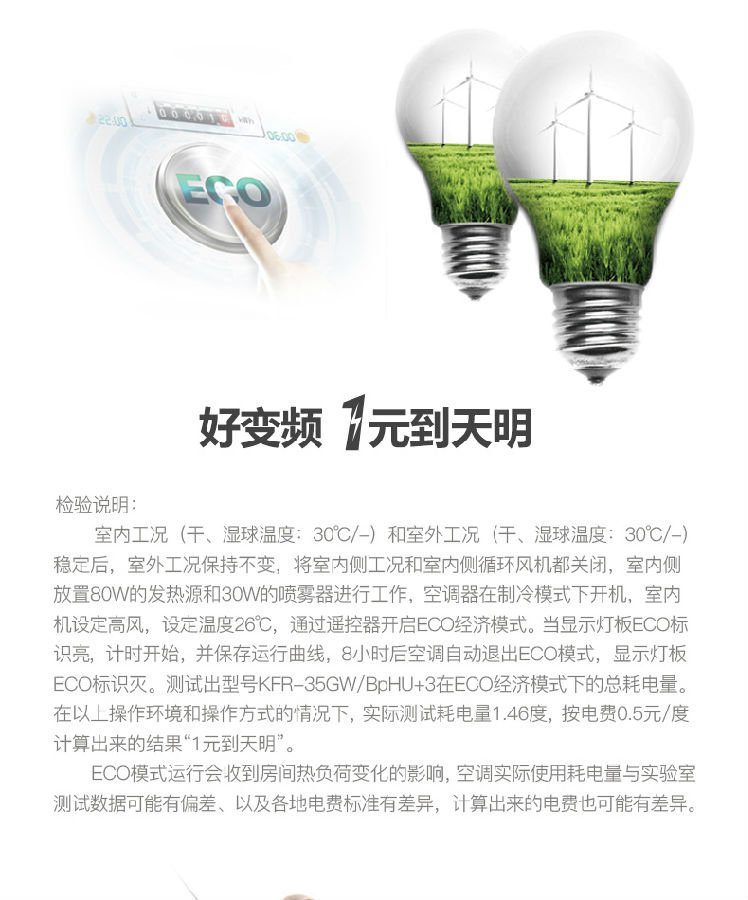 22:00
000010 kWh
06:00
ECO
好变频 1元到天明
检验说明：
室内工况（干、湿球温度：30℃/-）和室外工况（干、湿球温度：30℃/-）
稳定后，室外工况保持不变，将室内侧工况和室内侧循环风机都关闭，室内侧
放置80W的发热源和30W的喷雾器进行工作，空调器在制冷模式下开机，室内
机设定高风，设定温度26℃，通过遥控器开启ECO经济模式。当显示灯板ECO标
识亮，计时开始，并保存运行曲线，8小时后空调自动退出ECO模式，显示灯板
ECO标识灭。测试出型号KFR-35GW/BpHU+3在ECO经济模式下的总耗电量。
在以上操作环境和操作方式的情况下，实际测试耗电量1.46度，按电费0.5元/度
计算出来的结果“1元到天明”。
ECO模式运行会收到房间热负荷变化的影响，空调实际使用耗电量与实验室
测试数据可能有偏差、以及各地电费标准有差异，计算出来的电费也可能有差异。